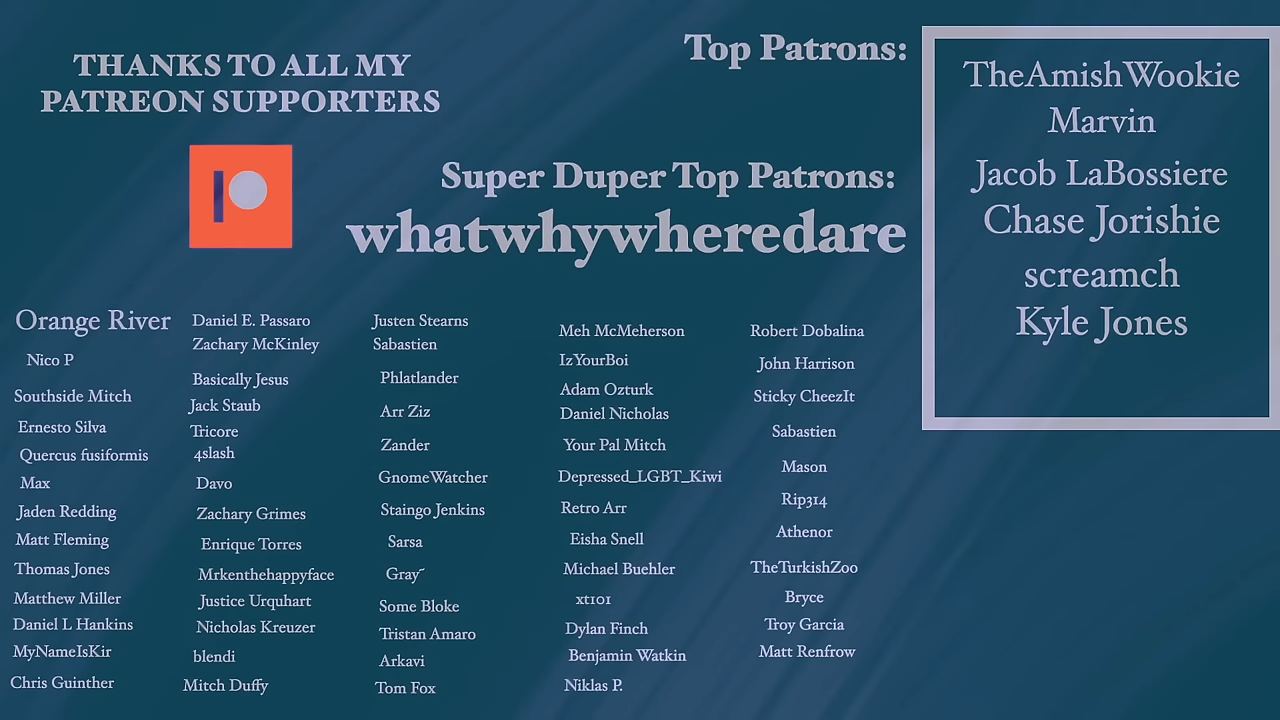 THANKS TO ALL MY
PATREON SUPPORTERS
Top Patrons:
TheAmishWookie
Marvin
Jacob LaBossiere
Chase Jorishie
screamch
Kyle Jones
Super Duper Top Patrons:
whatwhywheredare
Orange River
Nico P
Southside Mitch
Ernesto Silva
Quercus fusiformis
Max
Jaden Redding
Matt Fleming
Thomas Jones
Matthew Miller
Daniel L Hankins
MyNameIsKir
Chris Guinther
Daniel E. Passaro
Zachary McKinley
Basically Jesus
Jack Staub
Tricore
4slash
Davo
Zachary Grimes
Enrique Torres
Mrkenthehappyface
Justice Urquhart
Nicholas Kreuzer
blendi
Mitch Duffy
Justen Stearns
Sabastien
Phlatlander
Arr Ziz
Zander
GnomeWatcher
Staingo Jenkins
Sarsa
Gray˜
Some Bloke
Tristan Amaro
Arkavi
Tom Fox
Meh McMeherson
IzYourBoi
Adam Ozturk
Daniel Nicholas
Your Pal Mitch
Depressed_LGBT_Kiwi
Retro Arr
Eisha Snell
Michael Buehler
xt101
Dylan Finch
Benjamin Watkin
Niklas P.
Robert Dobalina
John Harrison
Sticky CheezIt
Sabastien
Mason
Rip314
Athenor
TheTurkishZoo
Bryce
Troy Garcia
Matt Renfrow